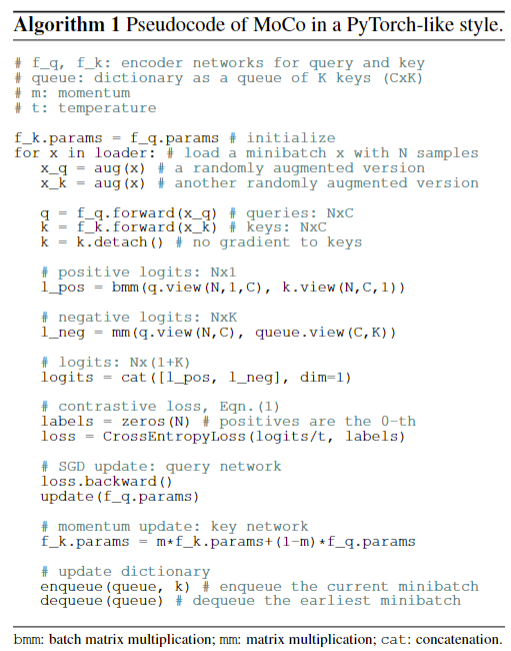 Algorithm 1 Pseudocode of MoCo in a PyTorch-like style.
# f_q, f_k: encoder networks for query and key
# queue: dictionary as a queue of K keys (CxK)
# m: momentum
# t: temperature
f_k.params = f_q.params # initialize
for x in loader: # load a minibatch x with N samples
x_q = aug(x) # a randomly augmented version
x_k = aug(x) # another randomly augmented version
q = f_q.forward(x_q) # queries: NxC
k = f_k.forward(x_k) # keys: NxC
k = k.detach() # no gradient to keys
# positive logits: Nx1
l_pos = bmm(q.view(N,1,C), k.view(N,C,1))
# negative logits: NxK
l_neg = mm(q.view(N,C), queue.view(C,K))
# logits: Nx(1+K)
logits = cat([l_pos, l_neg], dim=1)
# contrastive loss, Eqn.(1)
labels = zeros(N) # positives are the 0-th
loss = CrossEntropyLoss(logits/t, labels)
# SGD update: query network
loss.backward()
update(f_q.params)
# momentum update: key network
f_k.params = m*f_k.params+(1-m)*f_q.params
# update dictionary
enqueue(queue, k) # enqueue the current minibatch
dequeue(queue) # dequeue the earliest minibatch
bmm: batch matrix multiplication; mm: matrix multiplication; cat: concatenation.